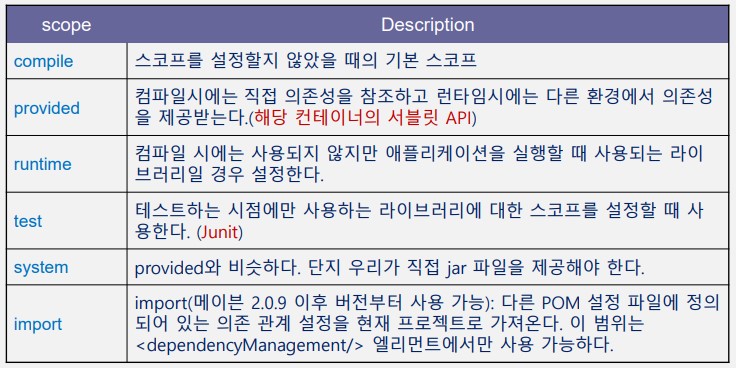 scope Description
compile 스코프를 설정할지 않았을 때의 기본 스코프
provided 컴파일시에는 직접 의존성을 참조하고 런타임시에는 다른 환경에서 의존성
을 제공받는다.(해당 컨테이너의 서블릿 API)
runtime 컴파일 시에는 사용되지 않지만 애플리케이션을 실행할 때 사용되는 라이
브러리일 경우 설정한다.
test 테스트하는 시점에만 사용하는 라이브러리에 대한 스코프를 설정할 때 사
용한다. (Junit)
system provided와 비슷하다. 단지 우리가 직접 jar 파일을 제공해야 한다.
import import(메이븐 2.0.9 이후 버전부터 사용 가능): 다른 POM 설정 파일에 정의
되어 있는 의존 관계 설정을 현재 프로젝트로 가져온다. 이 범위는
<dependencyManagement/> 엘리먼트에서만 사용 가능하다.